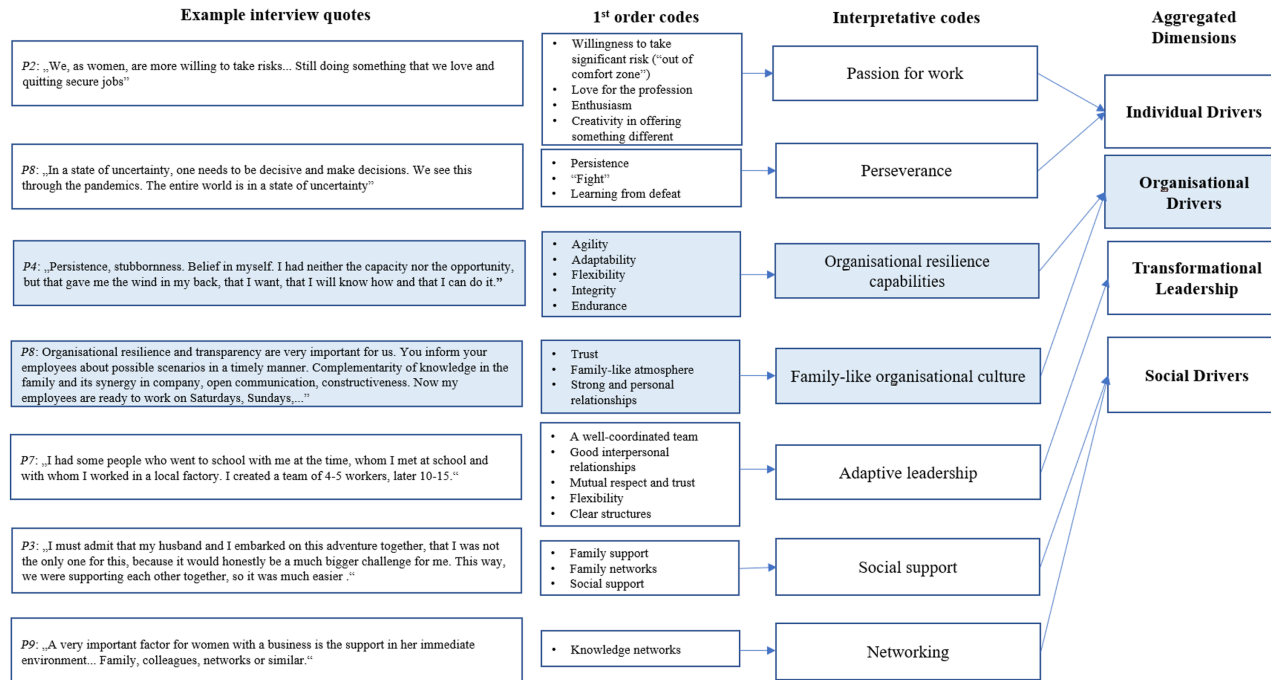 Example interview quotes
1st order codes
Interpretative codes
Aggregated
Dimensions
P2: „We, as women, are more willing to take risks... Still doing something that we love and
quitting secure jobs”
• Willingness to take
significant risk (“out of
comfort zone”)
• Love for the profession
• Enthusiasm
• Creativity in offering
something different
Passion for work
Individual Drivers
P8: „In a state of uncertainty, one needs to be decisive and make decisions. We see this
through the pandemics. The entire world is in a state of uncertainty”
• Persistence
• “Fight”
• Learning from defeat
Perseverance
Organisational
Drivers
P4: „Persistence, stubbornness. Belief in myself. I had neither the capacity nor the opportunity,
but that gave me the wind in my back, that I want, that I will know how and that I can do it.”
• Agility
• Adaptability
• Flexibility
• Integrity
• Endurance
Organisational resilience
capabilities
Transformational
Leadership
P8: Organisational resilience and transparency are very important for us. You inform your
employees about possible scenarios in a timely manner. Complementarity of knowledge in the
family and its synergy in company, open communication, constructiveness. Now my
employees are ready to work on Saturdays, Sundays,...”
• Trust
• Family-like atmosphere
• Strong and personal
relationships
Family-like organisational culture
Social Drivers
P7: „I had some people who went to school with me at the time, whom I met at school and
with whom I worked in a local factory. I created a team of 4-5 workers, later 10-15.“
• A well-coordinated team
• Good interpersonal
relationships
• Mutual respect and trust
• Flexibility
• Clear structures
Adaptive leadership
P3: „I must admit that my husband and I embarked on this adventure together, that I was not
the only one for this, because it would honestly be a much bigger challenge for me. This way,
we were supporting each other together, so it was much easier .“
• Family support
• Family networks
• Social support
Social support
P9: „A very important factor for women with a business is the support in her immediate
environment... Family, colleagues, networks or similar.“
• Knowledge networks
Networking